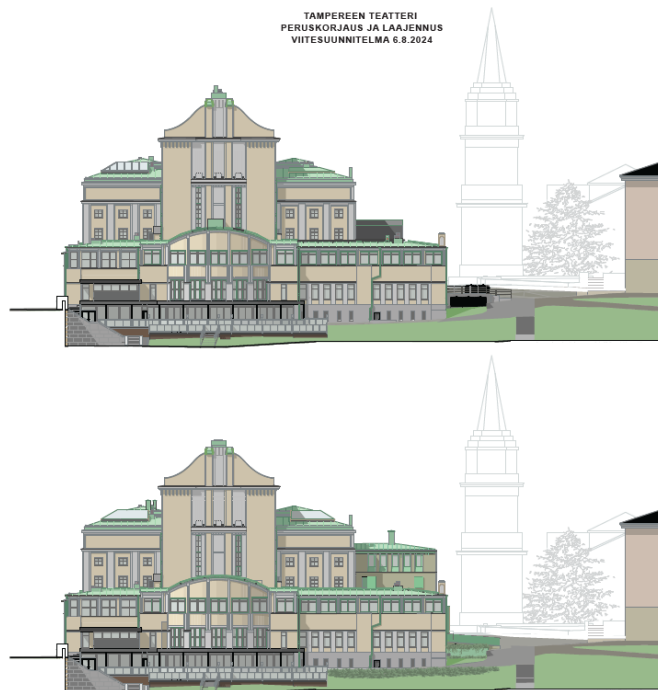 TAMPEREEN TEATTERI
PERUSKORJAUS JA LAAJENNUS
VIITESUUNNITELMA 6.8.2024